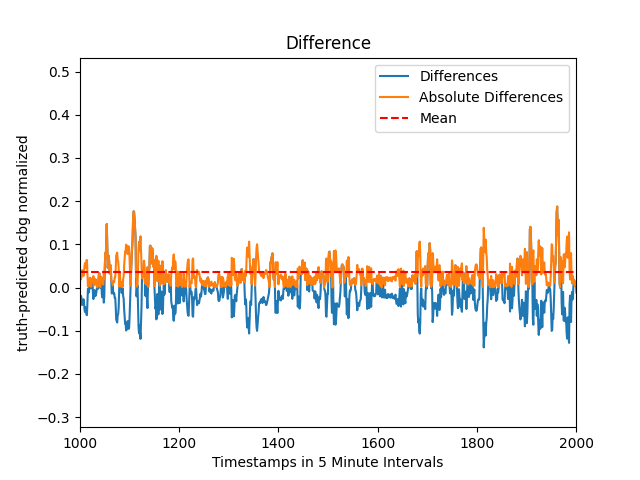 Difference
Differences
Absolute Differences
Mean
truth-predicted cbg normalized
0.5
0.4
0.3
0.2
0.1
0.0
−0.1
−0.2
−0.3
1000
1200
1400
1600
1800
2000
Timestamps in 5 Minute Intervals